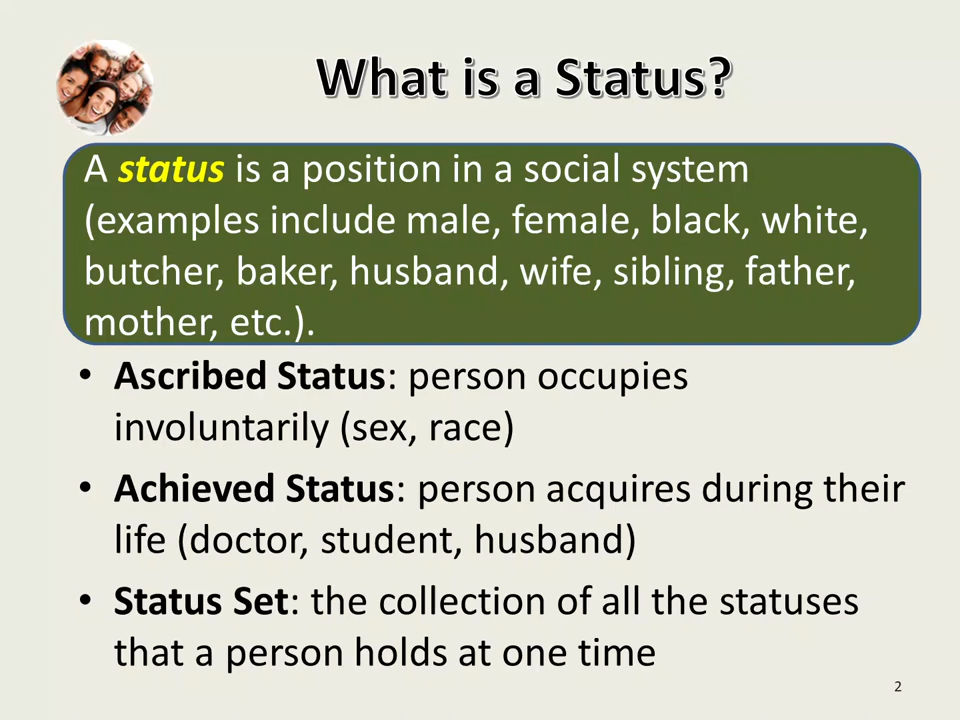 What is a Status?
A status is a position in a social system
(examples include male, female, black, white,
butcher, baker, husband, wife, sibling, father,
mother, etc.).
• Ascribed Status: person occupies
involuntarily (sex, race)
• Achieved Status: person acquires during their
life (doctor, student, husband)
• Status Set: the collection of all the statuses
that a person holds at one time
2